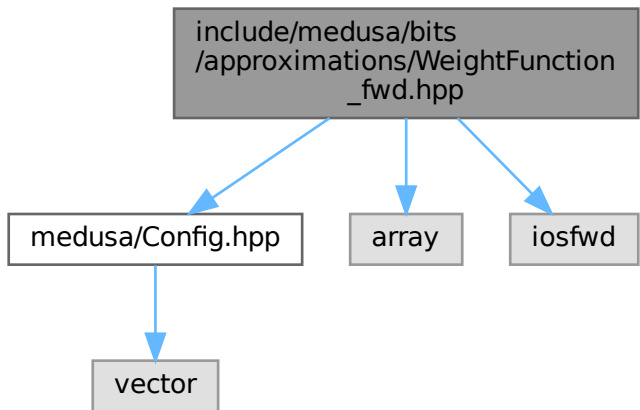 include/medusa/bits
/approximations/WeightFunction
_fwd.hpp
medusa/Config.hpp
array
iosfwd
vector